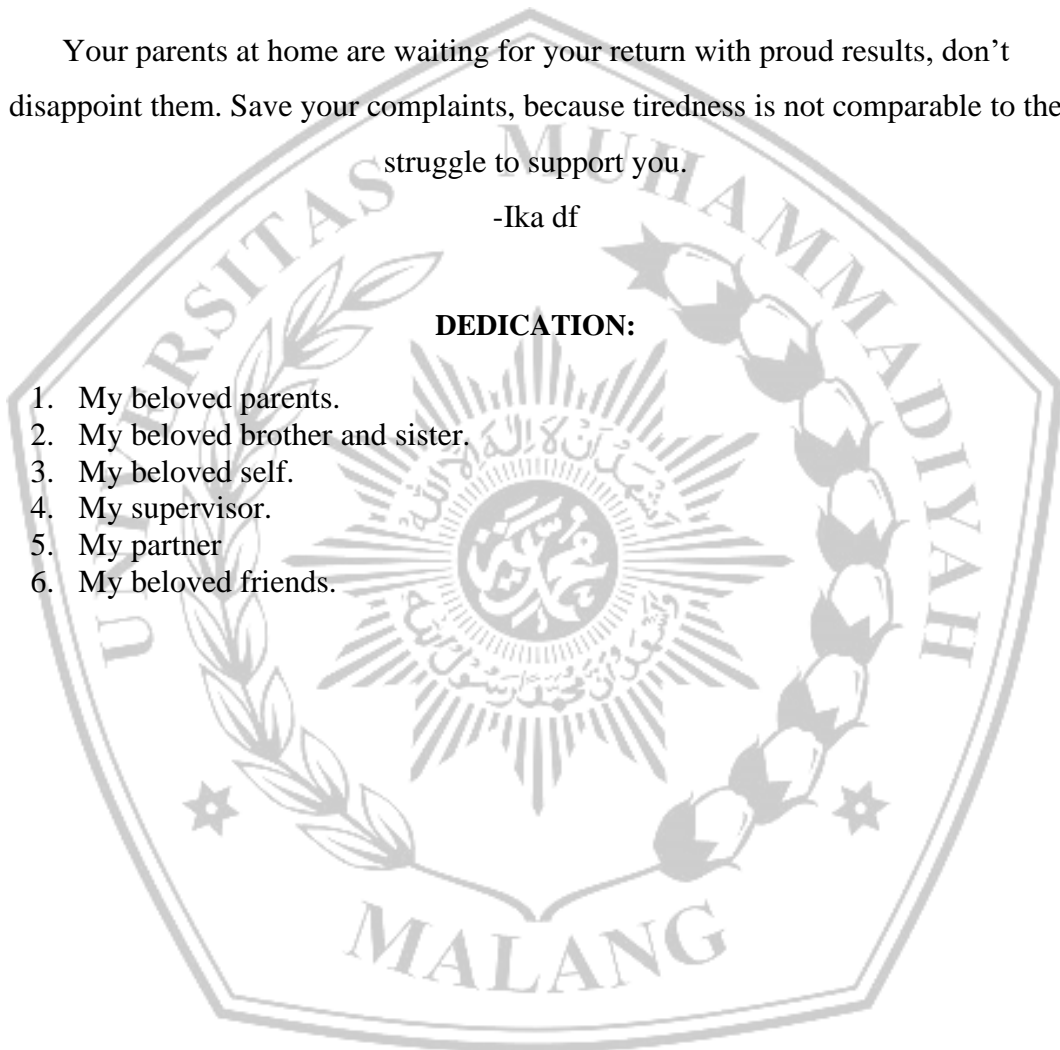 Your parents at home are waiting for your return with proud results, don’t
disappoint them. Save your complaints, because tiredness is not comparable to the
struggle to support you.
-Ika df
DEDICATION:
1. My beloved parents.
2. My beloved brother and sister.
3. My beloved self.
4. My supervisor.
5. My partner
6. My beloved friends.
UNIVERSITAS MUHAMMADIYAH
MALANG